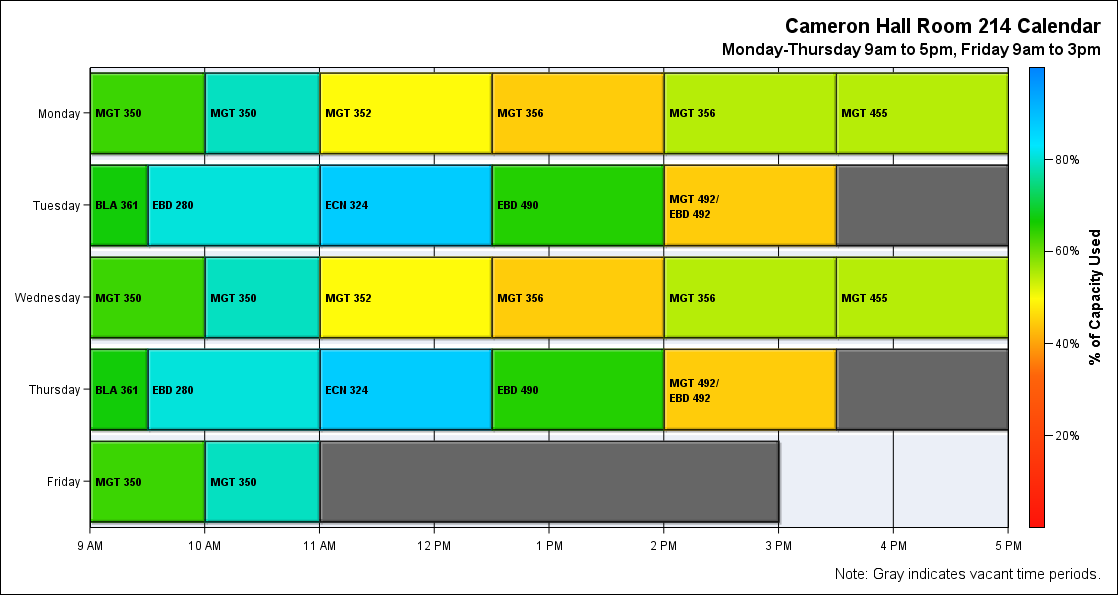 Cameron Hall Room 214 Calendar
Monday-Thursday 9am to 5pm, Friday 9am to 3pm
Monday
MGT 350
MGT 350
MGT 352
MGT 356
MGT 356
MGT 455
Tuesday
BLA 361
EBD 280
ECN 324
EBD 490
MGT 492/
EBD 492
Wednesday
MGT 350
MGT 350
MGT 352
MGT 356
MGT 356
MGT 455
Thursday
BLA 361
EBD 280
ECN 324
EBD 490
MGT 492/
EBD 492
Friday
MGT 350
MGT 350
9 AM
10 AM
11 AM
12 PM
1 PM
2 PM
3 PM
4 PM
5 PM
80%
60%
40%
20%
% of Capacity Used
Note: Gray indicates vacant time periods.